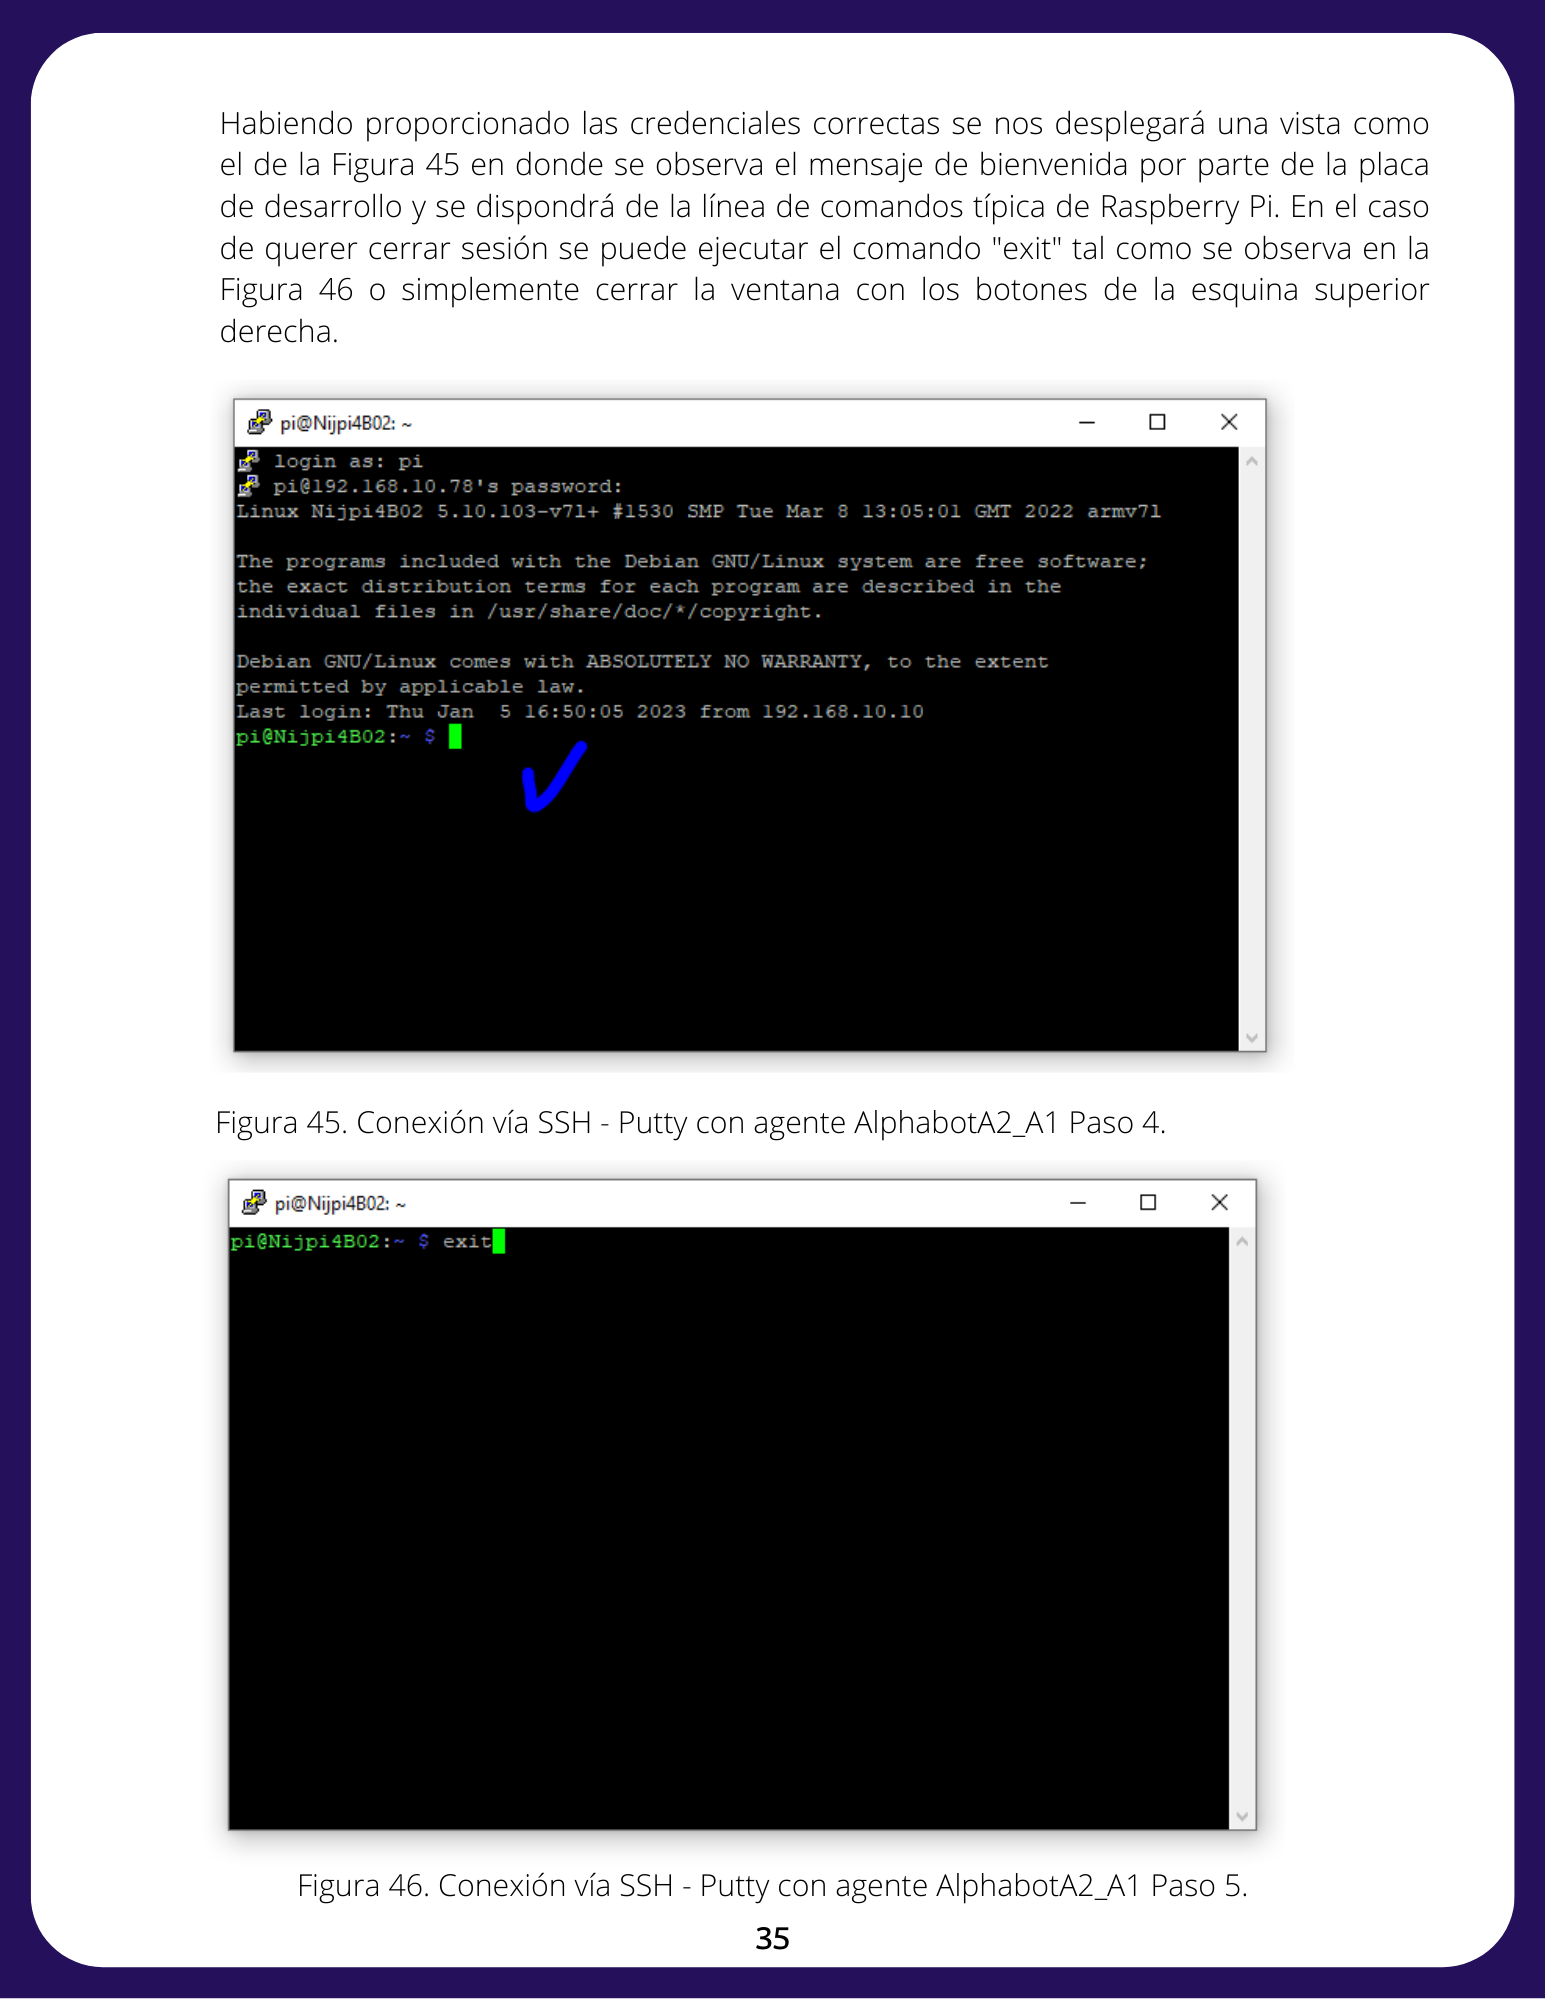 Habiendo proporcionado las credenciales correctas se nos desplegará una vista como
el de la Figura 45 en donde se observa el mensaje de bienvenida por parte de la placa
de desarrollo y se dispondrá de la línea de comandos típica de Raspberry Pi. En el caso
de querer cerrar sesión se puede ejecutar el comando "exit" tal como se observa en la
Figura 46 o simplemente cerrar la ventana con los botones de la esquina superior
derecha.
pi@Nijpi4B02: ~
login as: pi
pi@192.168.10.78's password:
Linux Nijpi4B02 5.10.103-v7l+ #1530 SMP Tue Mar 8 13:05:01 GMT 2022 armv7l
The programs included with the Debian GNU/Linux system are free software;
the exact distribution terms for each program are described in the
individual files in /usr/share/doc/*/copyright.
Debian GNU/Linux comes with ABSOLUTELY NO WARRANTY, to the extent
permitted by applicable law.
Last login: Thu Jan  5 16:50:05 2023 from 192.168.10.10
pi@Nijpi4B02:~ $
Figura 45. Conexión vía SSH - Putty con agente AlphabotA2_A1 Paso 4.
pi@Nijpi4B02: ~
pi@Nijpi4B02:~ $ exit
Figura 46. Conexión vía SSH - Putty con agente AlphabotA2_A1 Paso 5.
35